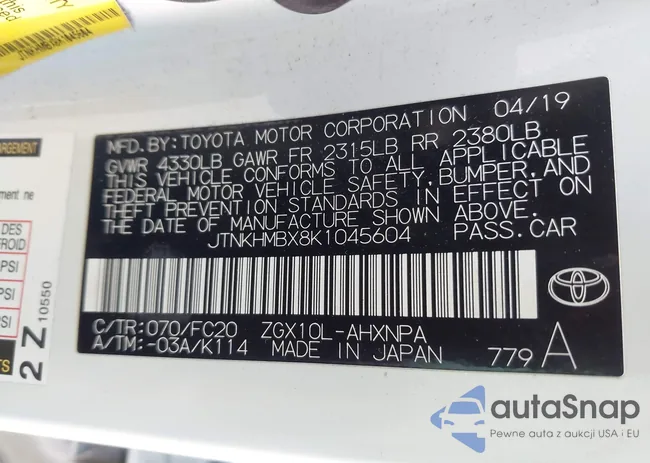 MFD. BY: TOYOTA MOTOR CORPORATION 04/19
GVWR 4330LB GAWR FR 2315LB RR 2380LB
THIS VEHICLE CONFORMS TO ALL APPLICABLE
FEDERAL MOTOR VEHICLE SAFETY, BUMPER, AND
THEFT PREVENTION STANDARDS IN EFFECT ON
THE DATE OF MANUFACTURE SHOWN ABOVE.
JTNKHMBX8K1045604 PASS.CAR
C/TR: 070/FC20 ZGX10L-AHXNPA
A/TM: -03A/K114 MADE IN JAPAN 779 A
DES
PSI
PSI
2 Z 10550
autaSnap
Pewne auta z aukcji USA i EU